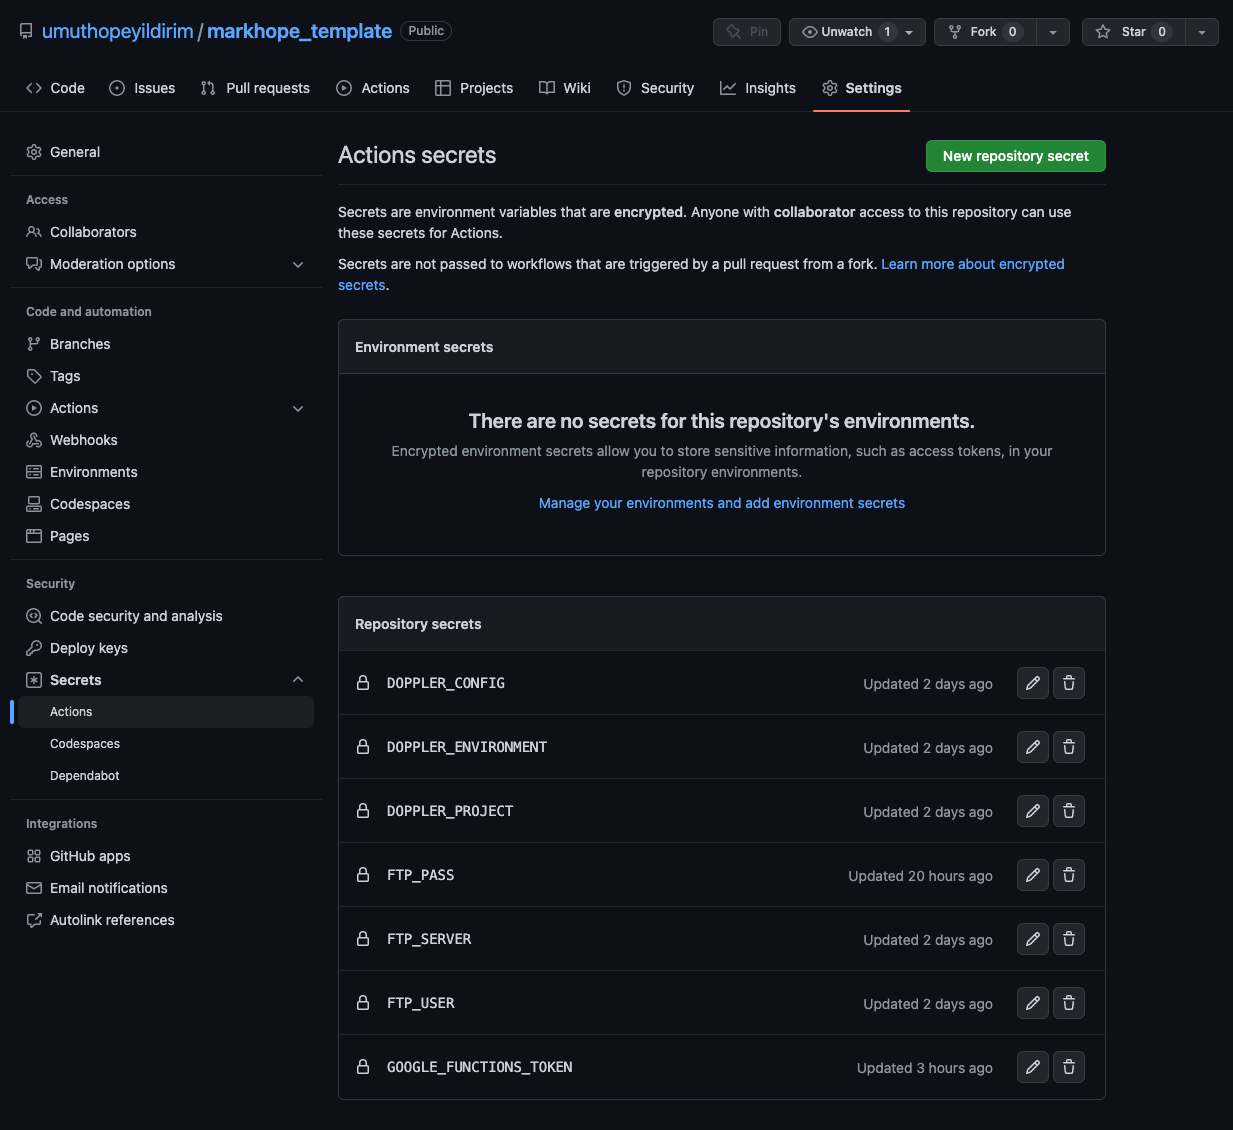 umuthopeyildirim / markhope_template Public
Pin
Unwatch 1
Fork 0
Star 0
Code
Issues
Pull requests
Actions
Projects
Wiki
Security
Insights
Settings
General
Access
Collaborators
Moderation options
Code and automation
Branches
Tags
Actions
Webhooks
Environments
Codespaces
Pages
Security
Code security and analysis
Deploy keys
Secrets
Actions
Codespaces
Dependabot
Integrations
GitHub apps
Email notifications
Autolink references
Actions secrets
New repository secret
Secrets are environment variables that are encrypted. Anyone with collaborator access to this repository can use
these secrets for Actions.
Secrets are not passed to workflows that are triggered by a pull request from a fork. Learn more about encrypted
secrets.
Environment secrets
There are no secrets for this repository's environments.
Encrypted environment secrets allow you to store sensitive information, such as access tokens, in your
repository environments.
Manage your environments and add environment secrets
Repository secrets
DOPPLER_CONFIG Updated 2 days ago
DOPPLER_ENVIRONMENT Updated 2 days ago
DOPPLER_PROJECT Updated 2 days ago
FTP_PASS Updated 20 hours ago
FTP_SERVER Updated 2 days ago
FTP_USER Updated 2 days ago
GOOGLE_FUNCTIONS_TOKEN Updated 3 hours ago